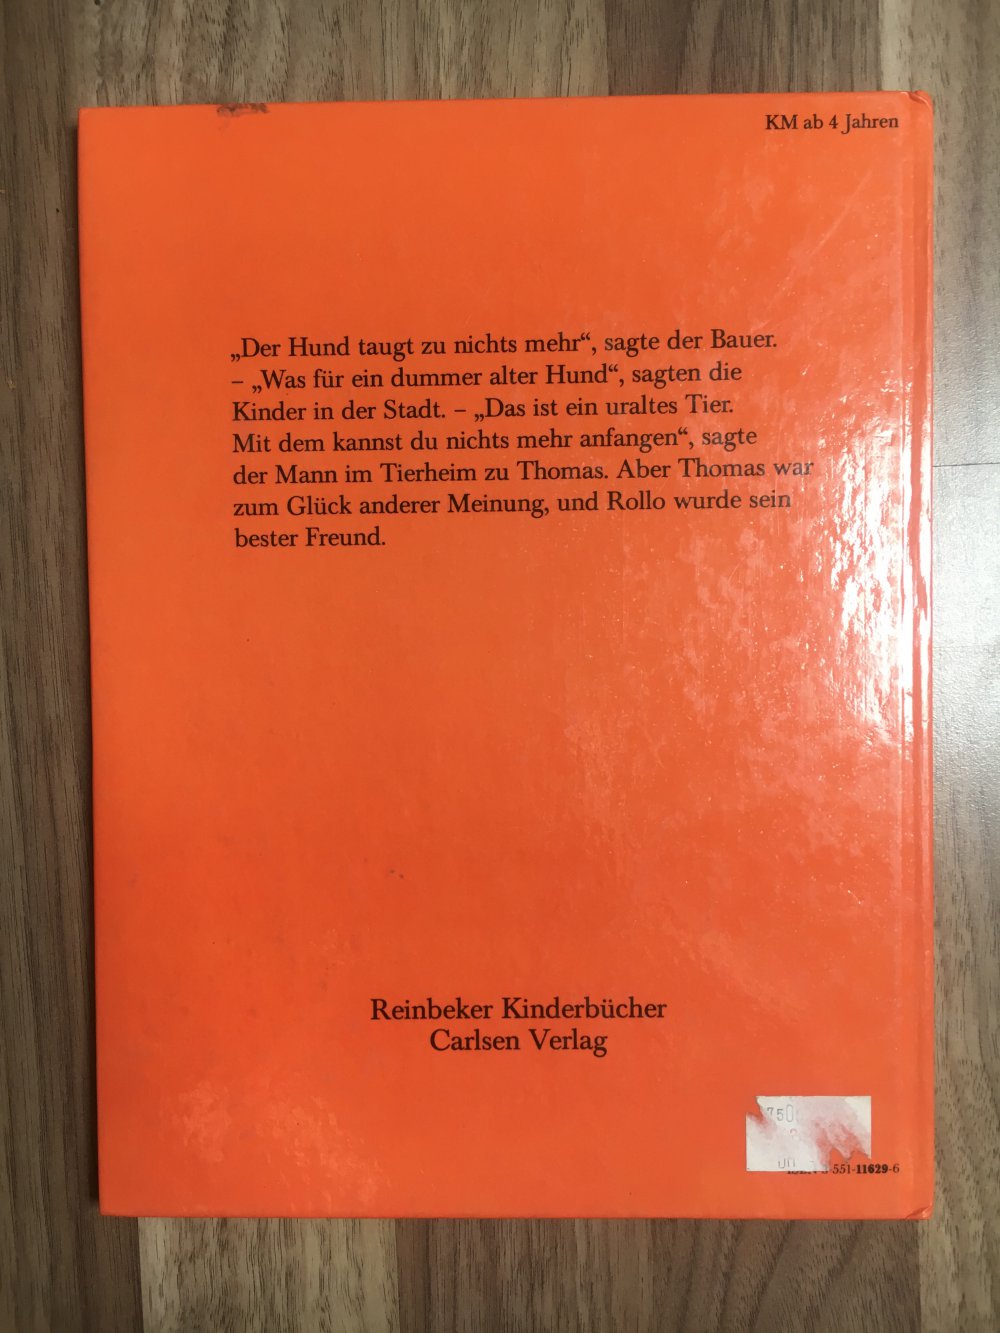 KM ab 4 Jahren
„Der Hund taugt zu nichts mehr“, sagte der Bauer.
– „Was für ein dummer alter Hund“, sagten die
Kinder in der Stadt. – „Das ist ein uraltes Tier.
Mit dem kannst du nichts mehr anfangen“, sagte
der Mann im Tierheim zu Thomas. Aber Thomas war
zum Glück anderer Meinung, und Rollo wurde sein
bester Freund.
Reinbeker Kinderbücher
Carlsen Verlag
551-11629-6